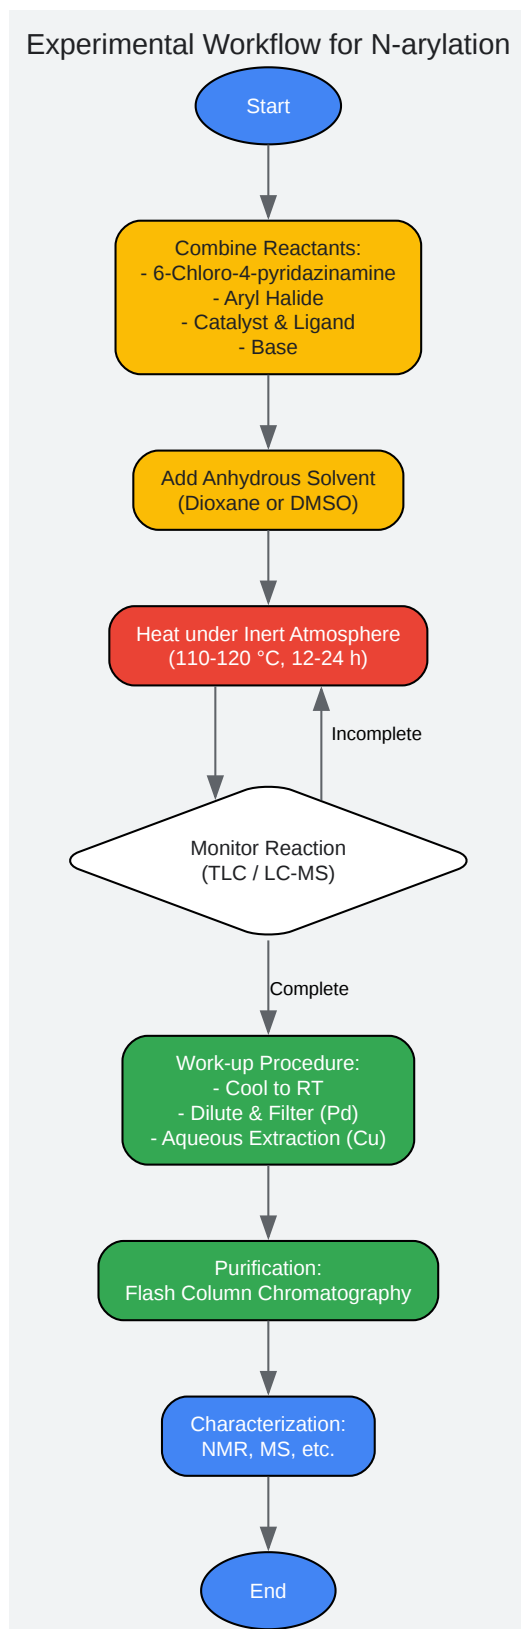 Experimental Workflow for N-arylation
Start
Combine Reactants:
- 6-Chloro-4-pyridazinamine
- Aryl Halide
- Catalyst & Ligand
- Base
Add Anhydrous Solvent
(Dioxane or DMSO)
Heat under Inert Atmosphere
(110-120 °C, 12-24 h)
Incomplete
Monitor Reaction
(TLC / LC-MS)
Complete
Work-up Procedure:
- Cool to RT
- Dilute & Filter (Pd)
- Aqueous Extraction (Cu)
Purification:
Flash Column Chromatography
Characterization:
NMR, MS, etc.
End